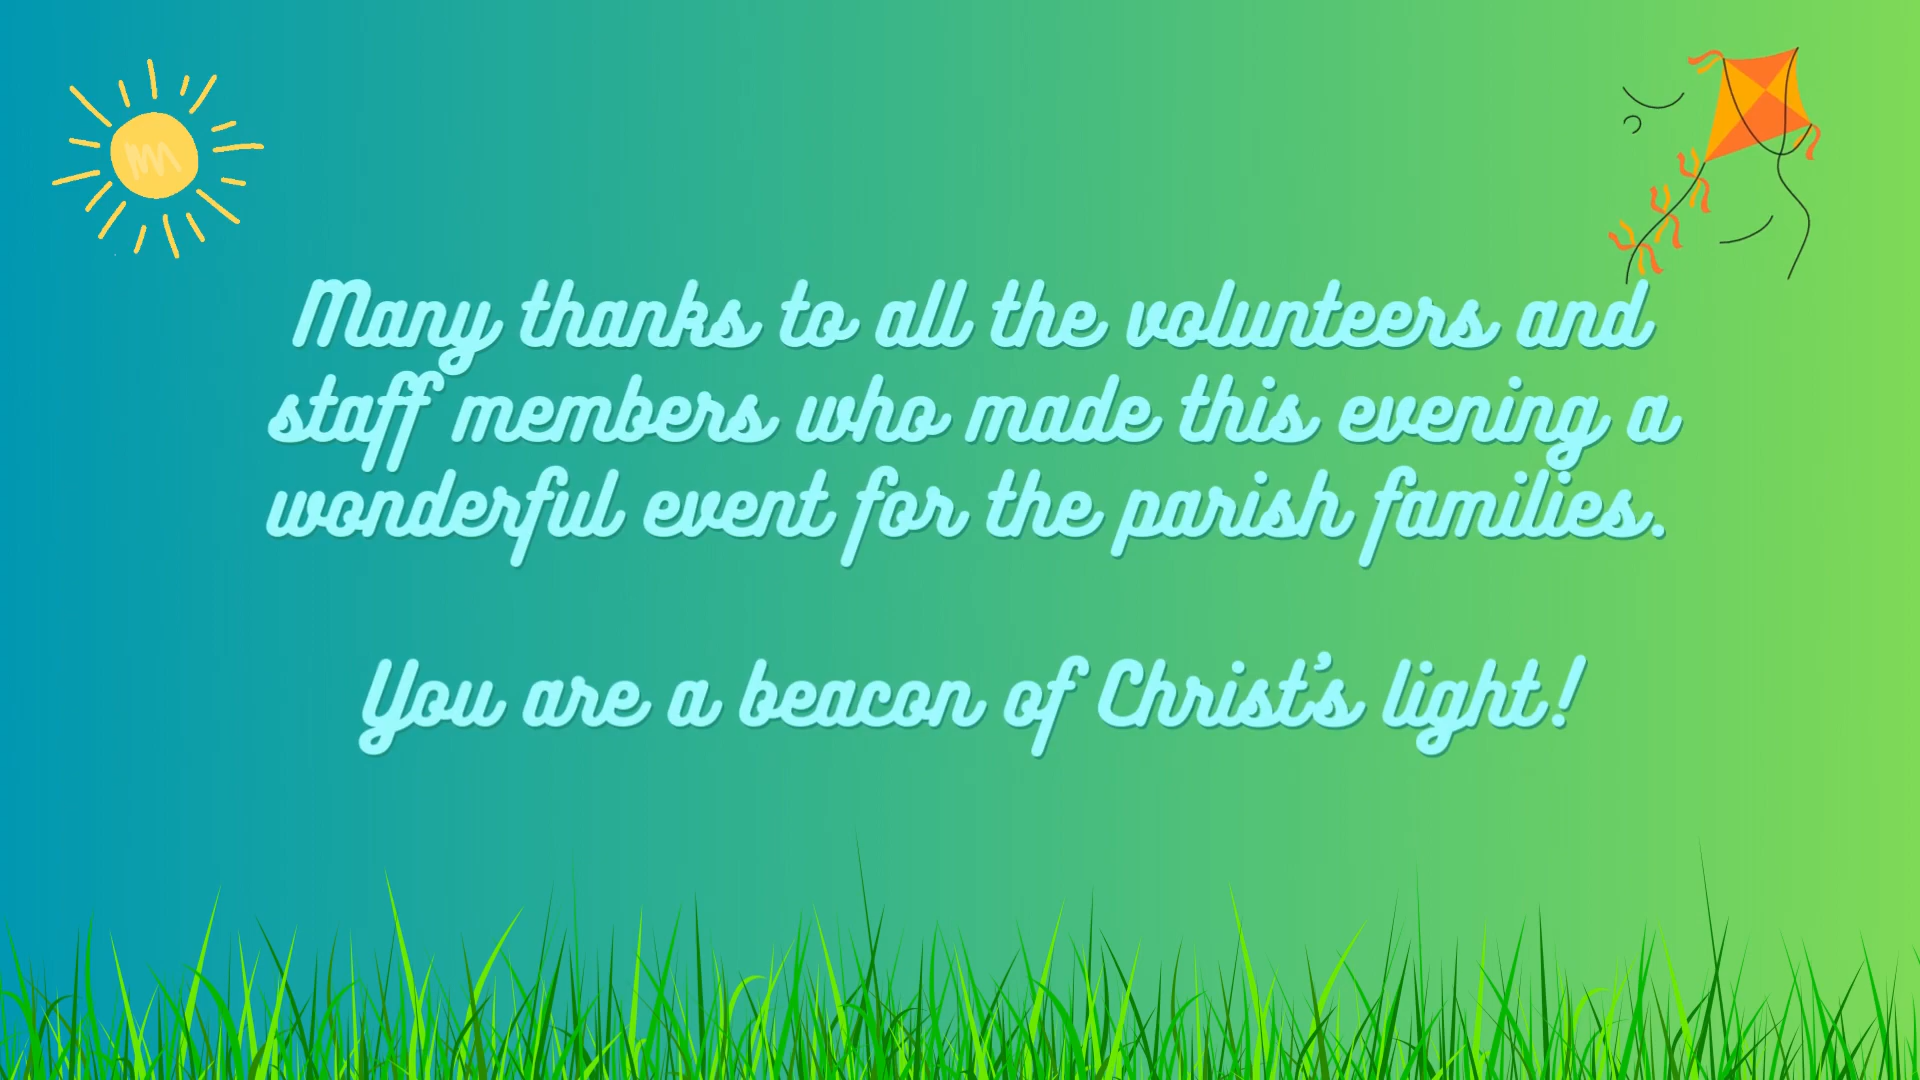 Many thanks to all the volunteers and
staff members who made this evening a
wonderful event for the parish families.
You are a beacon of Christ's light!